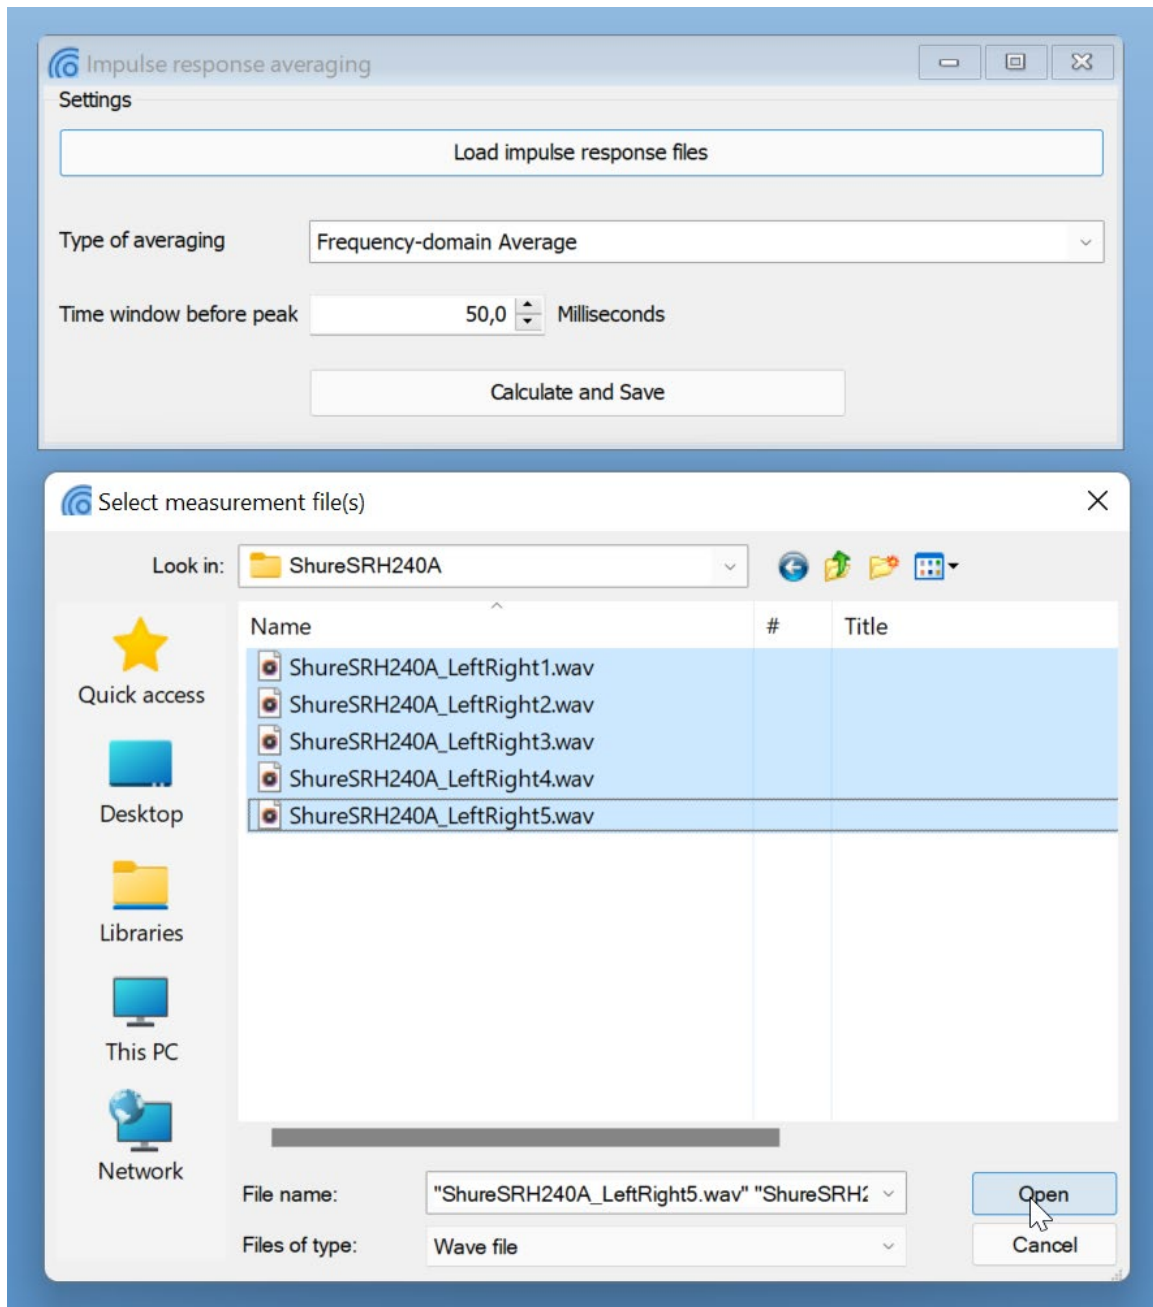 Impulse response averaging
Settings
Load impulse response files
Type of averaging
Frequency-domain Average
Time window before peak
50,0
Milliseconds
Calculate and Save
Select measurement file(s)
Look in:
ShureSRH240A
Name
#
Title
ShureSRH240A_LeftRight1.wav
ShureSRH240A_LeftRight2.wav
ShureSRH240A_LeftRight3.wav
ShureSRH240A_LeftRight4.wav
ShureSRH240A_LeftRight5.wav
Quick access
Desktop
Libraries
This PC
Network
File name:
"ShureSRH240A_LeftRight5.wav" "ShureSRH2
Open
Files of type:
Wave file
Cancel